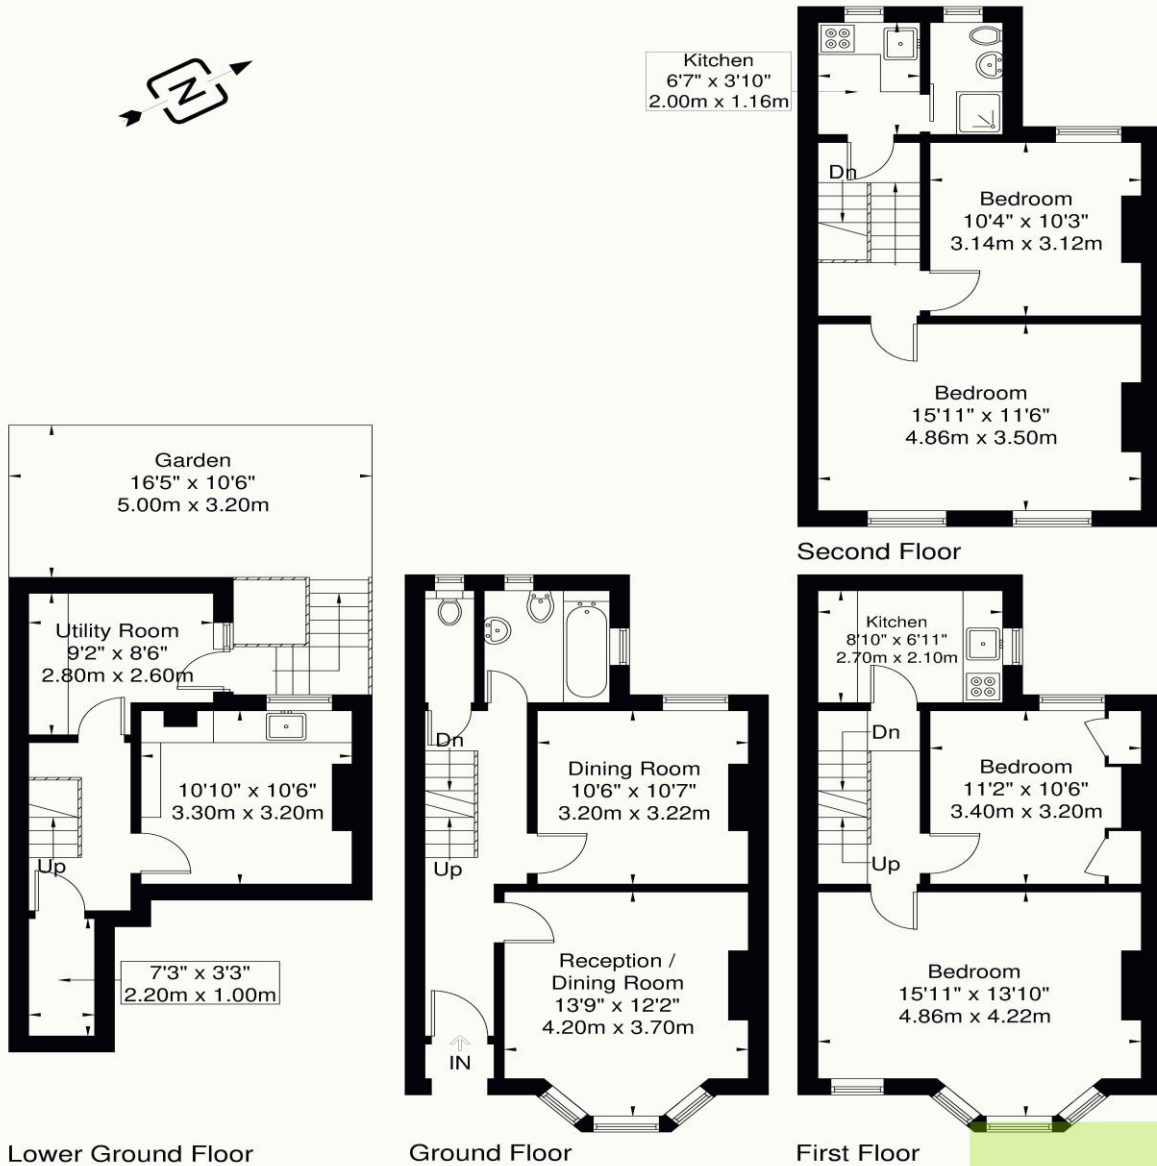 N
Kitchen
6'7" x 3'10"
2.00m x 1.16m
Dn
Bedroom
10'4" x 10'3"
3.14m x 3.12m
Bedroom
15'11" x 11'6"
4.86m x 3.50m
Second Floor
Garden
16'5" x 10'6"
5.00m x 3.20m
Utility Room
9'2" x 8'6"
2.80m x 2.60m
10'10" x 10'6"
3.30m x 3.20m
Up
7'3" x 3'3"
2.20m x 1.00m
Lower Ground Floor
Dn
Dining Room
10'6" x 10'7"
3.20m x 3.22m
Up
Reception /
Dining Room
13'9" x 12'2"
4.20m x 3.70m
IN
Ground Floor
Kitchen
8'10" x 6'11"
2.70m x 2.10m
Dn
Bedroom
11'2" x 10'6"
3.40m x 3.20m
Up
Bedroom
15'11" x 13'10"
4.86m x 4.22m
First Floor